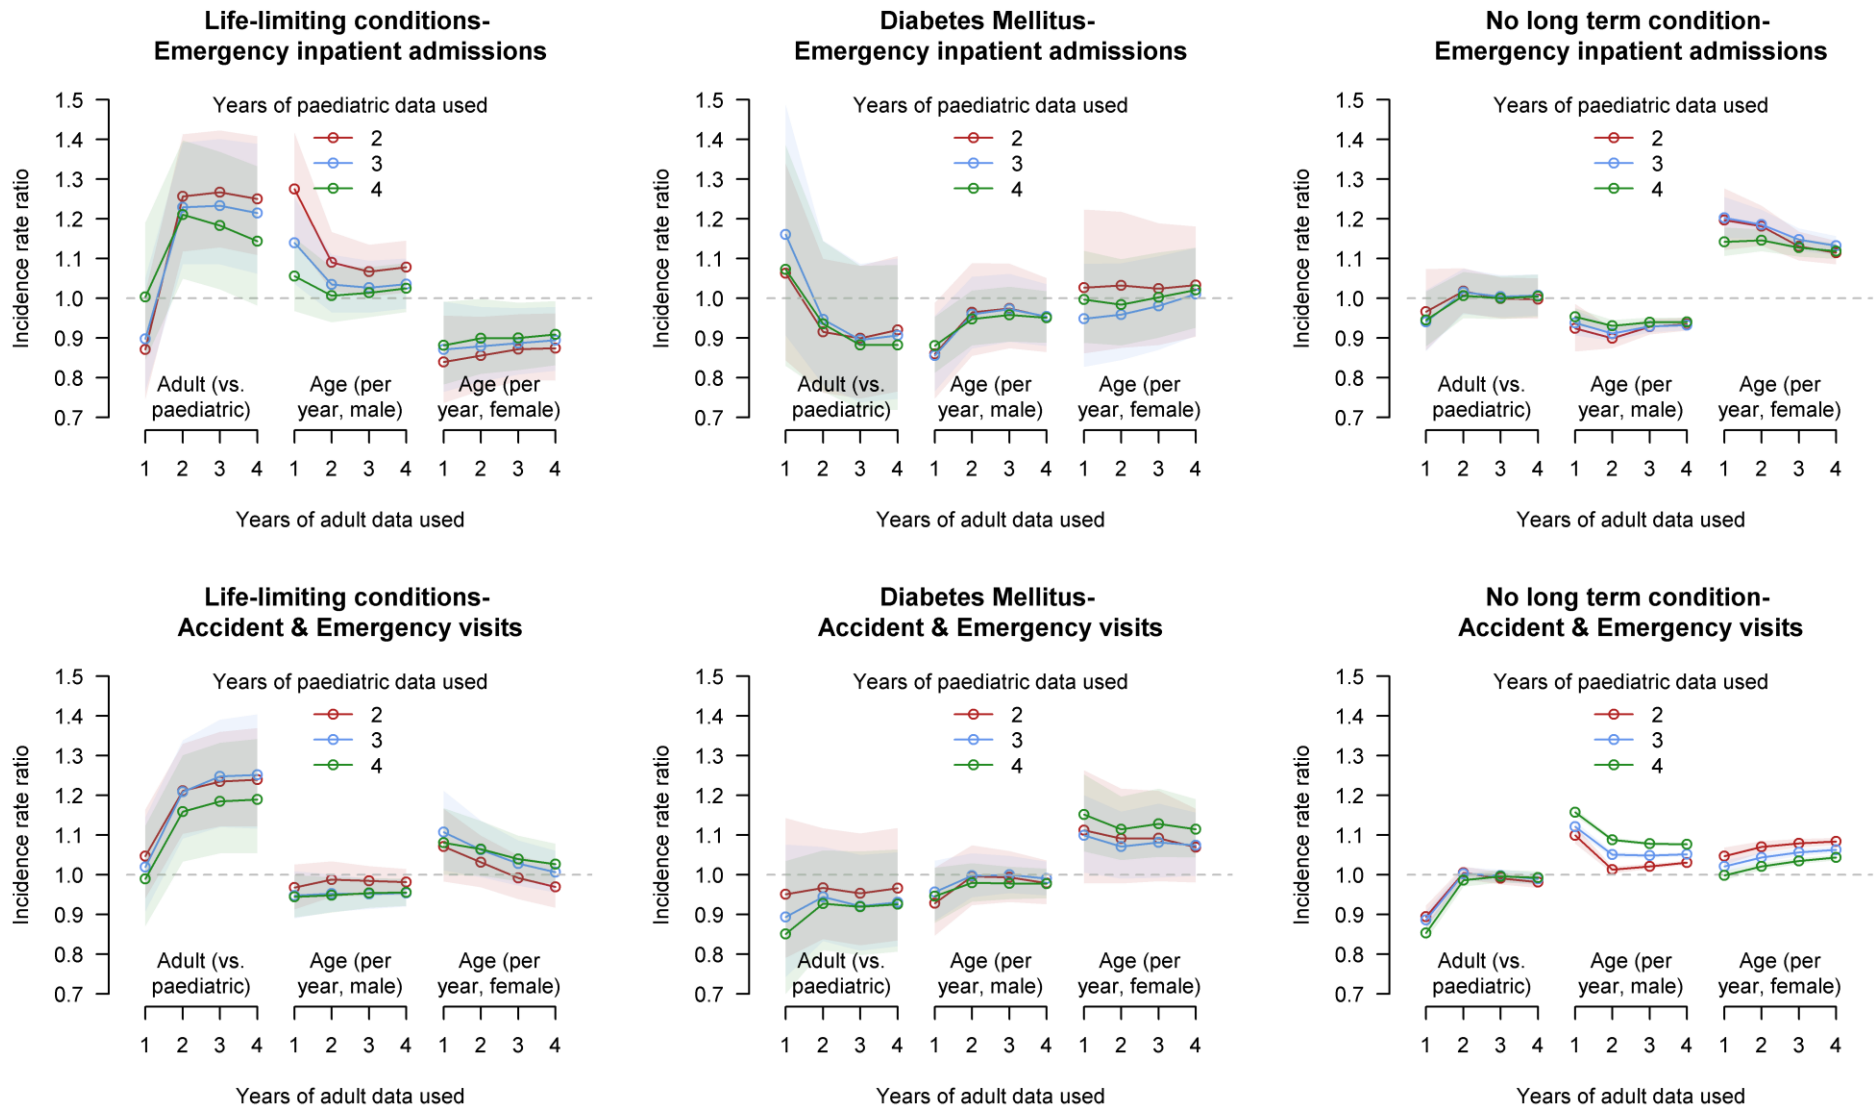 Life-limiting conditions-
Emergency inpatient admissions
Years of paediatric data used
2
3
4
Incidence rate ratio
1.5
1.4
1.3
1.2
1.1
1.0
0.9
0.8
0.7
Adult (vs.
paediatric)
Age (per
year, male)
Age (per
year, female)
1 2 3 4 1 2 3 4 1 2 3 4
Years of adult data used
Diabetes Mellitus-
Emergency inpatient admissions
Years of paediatric data used
2
3
4
Incidence rate ratio
1.5
1.4
1.3
1.2
1.1
1.0
0.9
0.8
0.7
Adult (vs.
paediatric)
Age (per
year, male)
Age (per
year, female)
1 2 3 4 1 2 3 4 1 2 3 4
Years of adult data used
No long term condition-
Emergency inpatient admissions
Years of paediatric data used
2
3
4
Incidence rate ratio
1.5
1.4
1.3
1.2
1.1
1.0
0.9
0.8
0.7
Adult (vs.
paediatric)
Age (per
year, male)
Age (per
year, female)
1 2 3 4 1 2 3 4 1 2 3 4
Years of adult data used
Life-limiting conditions-
Accident & Emergency visits
Years of paediatric data used
2
3
4
Incidence rate ratio
1.5
1.4
1.3
1.2
1.1
1.0
0.9
0.8
0.7
Adult (vs.
paediatric)
Age (per
year, male)
Age (per
year, female)
1 2 3 4 1 2 3 4 1 2 3 4
Years of adult data used
Diabetes Mellitus-
Accident & Emergency visits
Years of paediatric data used
2
3
4
Incidence rate ratio
1.5
1.4
1.3
1.2
1.1
1.0
0.9
0.8
0.7
Adult (vs.
paediatric)
Age (per
year, male)
Age (per
year, female)
1 2 3 4 1 2 3 4 1 2 3 4
Years of adult data used
No long term condition-
Accident & Emergency visits
Years of paediatric data used
2
3
4
Incidence rate ratio
1.5
1.4
1.3
1.2
1.1
1.0
0.9
0.8
0.7
Adult (vs.
paediatric)
Age (per
year, male)
Age (per
year, female)
1 2 3 4 1 2 3 4 1 2 3 4
Years of adult data used